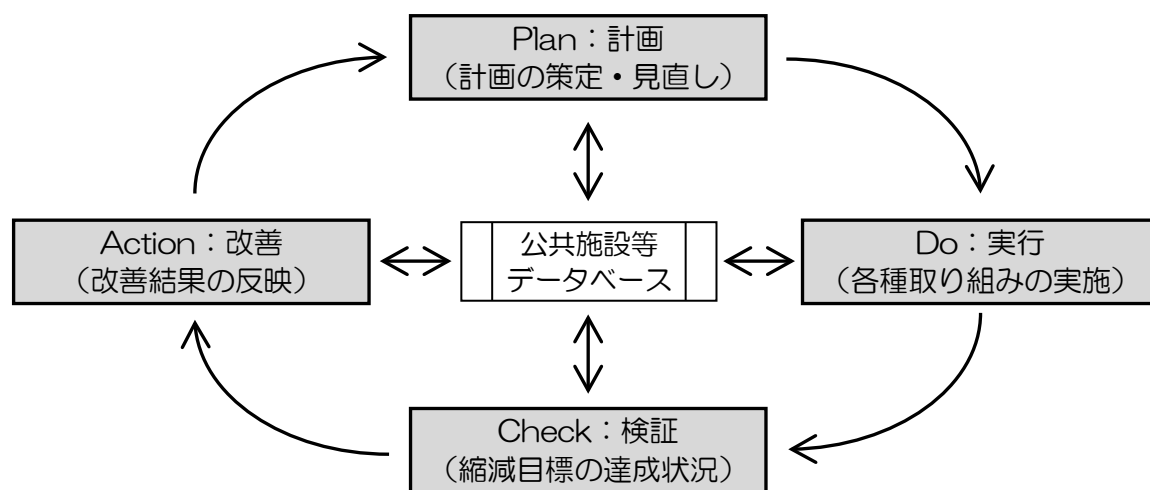 Plan：計画
（計画の策定・見直し）
Action：改善
（改善結果の反映）
公共施設等
データベース
Do：実行
（各種取り組みの実施）
Check：検証
（縮減目標の達成状況）